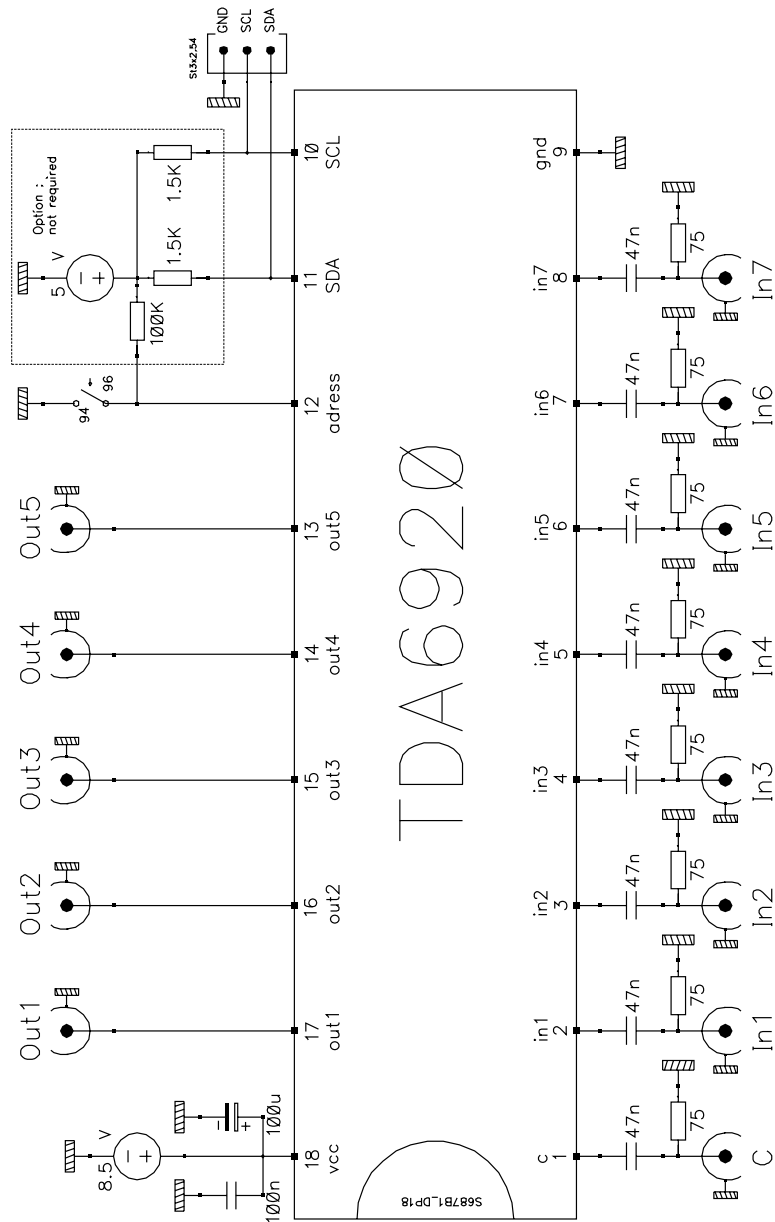 St3x2.54
GND
SCL
SDA
Option :
not required
5 V
1.5K
1.5K
100K
94
96
8.5 V
100n
100u
Out1
Out2
Out3
Out4
Out5
18
17
16
15
14
13
12
11
10
vcc
out1
out2
out3
out4
out5
adress
SDA
SCL
TDA6920
S687B1_DP18
c
in1
in2
in3
in4
in5
in6
in7
gnd
1
2
3
4
5
6
7
8
9
47n
47n
47n
47n
47n
47n
47n
47n
75
75
75
75
75
75
75
75
C
In1
In2
In3
In4
In5
In6
In7